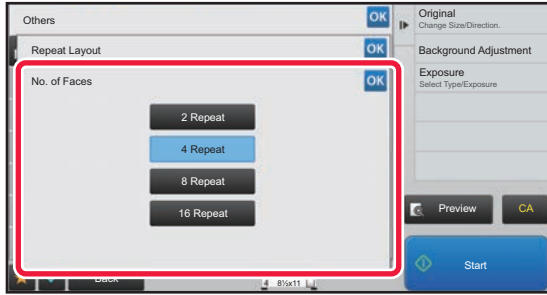 Others
OK
Original
Change Size/Direction.
Repeat Layout
OK
Background Adjustment
No. of Faces
OK
Exposure
Select Type/Exposure
2 Repeat
4 Repeat
8 Repeat
16 Repeat
Preview
CA
Start
Back
4 8½x11